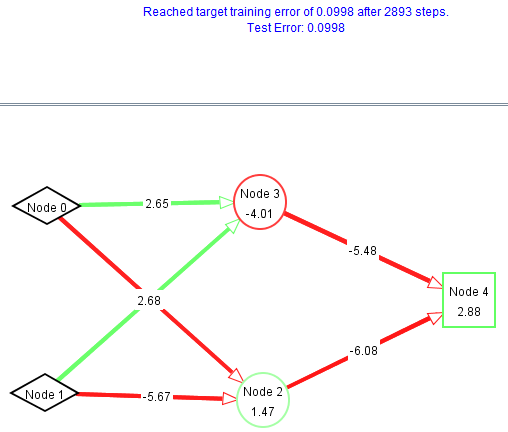 Reached target training error of 0.0998 after 2893 steps.
Test Error: 0.0998
Node 0
2.65
Node 3
-4.01
-5.48
2.68
Node 4
2.88
-6.08
Node 1
-5.67
Node 2
1.47